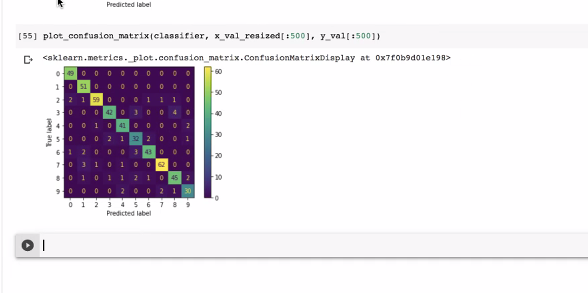 Predicted label
[55] plot_confusion_matrix(classifier, x_val_resized[:500], y_val[:500])
<sklearn.metrics._plot.confusion_matrix.ConfusionMatrixDisplay at 0x7f0b9d01e198>
0 49 0 0 0 0 0 0 0 0 0
1 0 51 0 0 0 0 0 0 0 0
2 2 1 59 0 0 0 1 1 1 0
3 0 0 0 42 0 3 0 0 4 0
4 0 0 1 0 41 0 0 0 0 2
5 0 0 0 2 1 32 2 0 0 1
6 1 2 0 0 0 3 43 0 0 0
7 0 3 1 0 1 0 0 62 0 0
8 0 1 0 1 1 2 1 0 45 2
9 0 0 0 0 2 0 0 2 1 30
0 1 2 3 4 5 6 7 8 9
Predicted label
True label
60
50
40
30
20
10
0